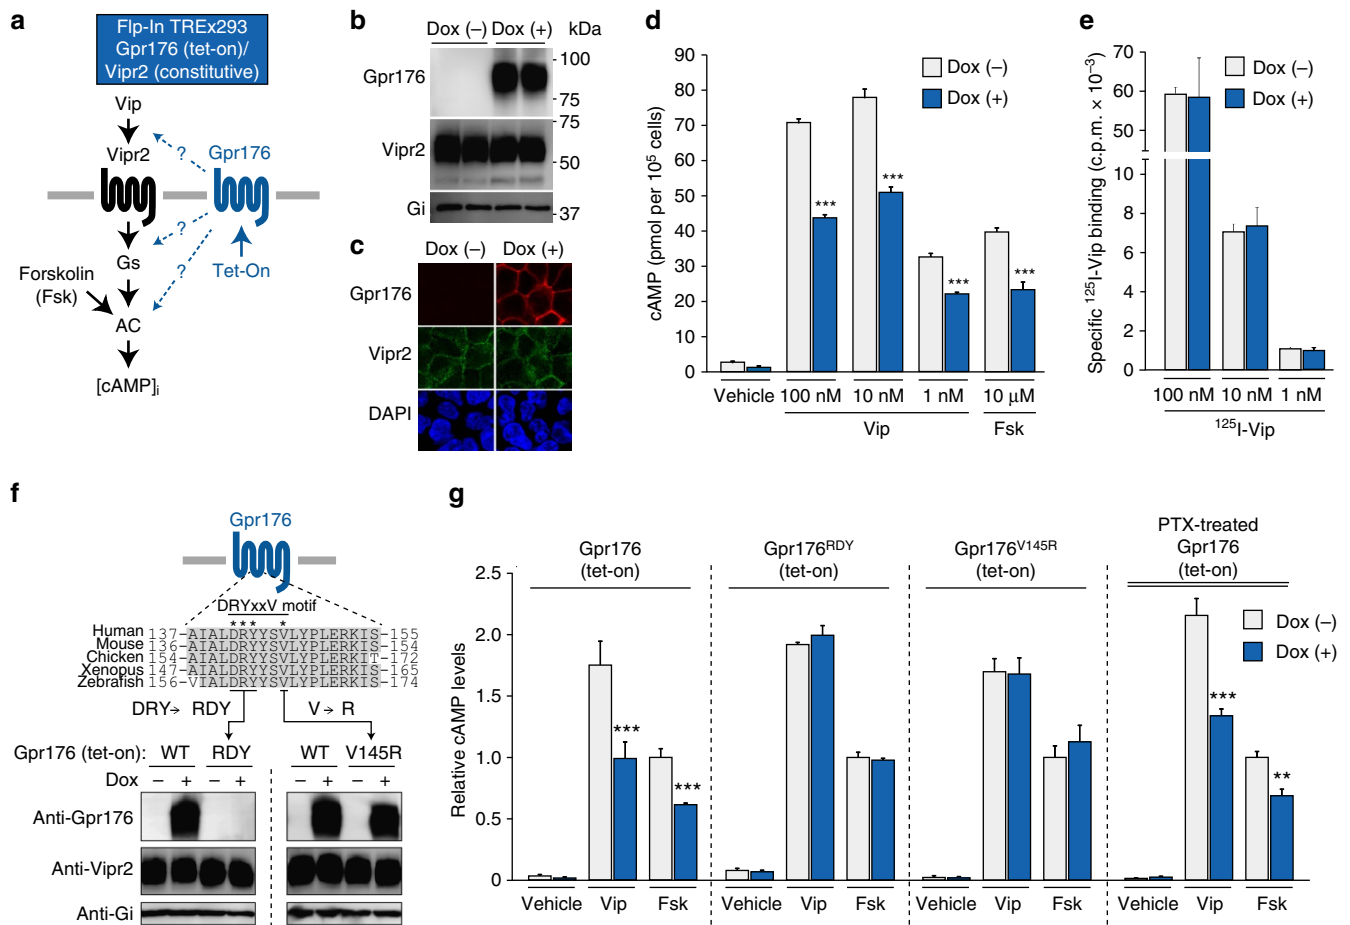 a
Flp-In TREx293
Gpr176 (tet-on)/
Vipr2 (constitutive)
Vip
Vipr2
Gpr176
?
?
?
Gs
Tet-On
Forskolin
(Fsk)
AC
[cAMP]i
b
Dox (–) Dox (+) kDa
Gpr176
100
75
Vipr2
75
50
Gi
37
c
Dox (–) Dox (+)
Gpr176
Vipr2
DAPI
d
cAMP (pmol per 10⁵ cells)
90
80
70
60
50
40
30
20
10
0
Dox (–)
Dox (+)
***
***
***
***
Vehicle 100 nM 10 nM 1 nM 10 µM
Vip Fsk
e
Specific ¹²⁵I-Vip binding (c.p.m. × 10⁻³)
70
60
50
8
6
4
2
0
Dox (–)
Dox (+)
100 nM 10 nM 1 nM
¹²⁵I-Vip
f
Gpr176
DRYxxV motif
*** *
Human 137-AIALDRYYSVLYPLERKIS-155
Mouse 136-AIALDRYYSVLYPLERKIS-154
Chicken 154-AIALDRYYSVLYPLERKIT-172
Xenopus 147-AIALDRYYSVLYPLERKIS-165
Zebrafish 156-VIALDRYYSVLYPLERKIS-174
DRY→ RDY V→ R
Gpr176 (tet-on): WT RDY WT V145R
Dox – + – + – + – +
Anti-Gpr176
Anti-Vipr2
Anti-Gi
g
Relative cAMP levels
2.5
2.0
1.5
1.0
0.5
0
Gpr176
(tet-on)
Gpr176ᴿᴰʸ
(tet-on)
Gpr176ⱽ¹⁴⁵ᴿ
(tet-on)
PTX-treated
Gpr176
(tet-on)
Dox (–)
Dox (+)
***
***
***
**
Vehicle Vip Fsk Vehicle Vip Fsk Vehicle Vip Fsk Vehicle Vip Fsk